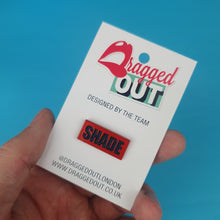 Dragged
OUT
DESIGNED BY THE TEAM
SHADE
@DRAGGEDOUTLONDON
WWW.DRAGGEDOUT.CO.UK